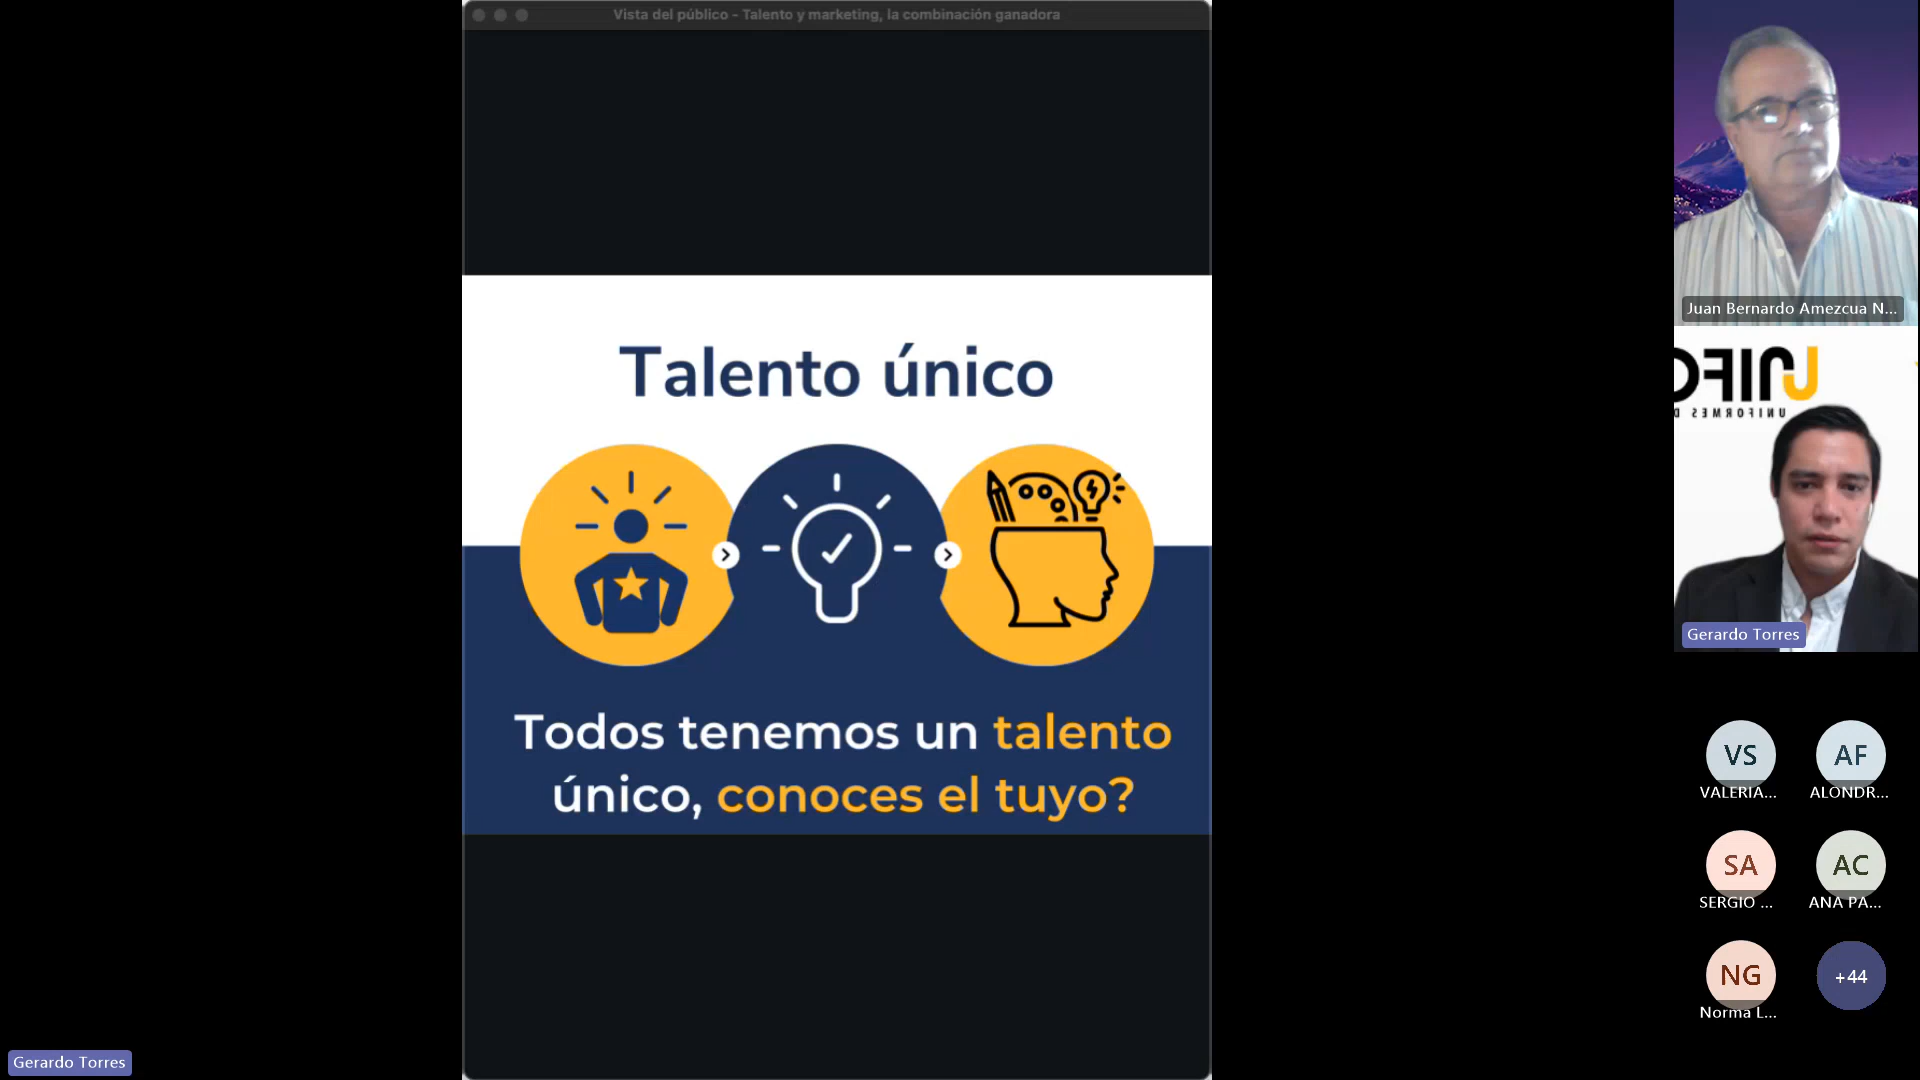 Vista del público - Talento y marketing, la combinación ganadora
Talento único
Todos tenemos un talento
único, conoces el tuyo?
Juan Bernardo Amezcua N...
UNIFO
UNIFORMES D
Gerardo Torres
VS
AF
VALERIA...
ALONDR...
SA
AC
SERGIO ...
ANA PA...
NG
+44
Norma L...
Gerardo Torres